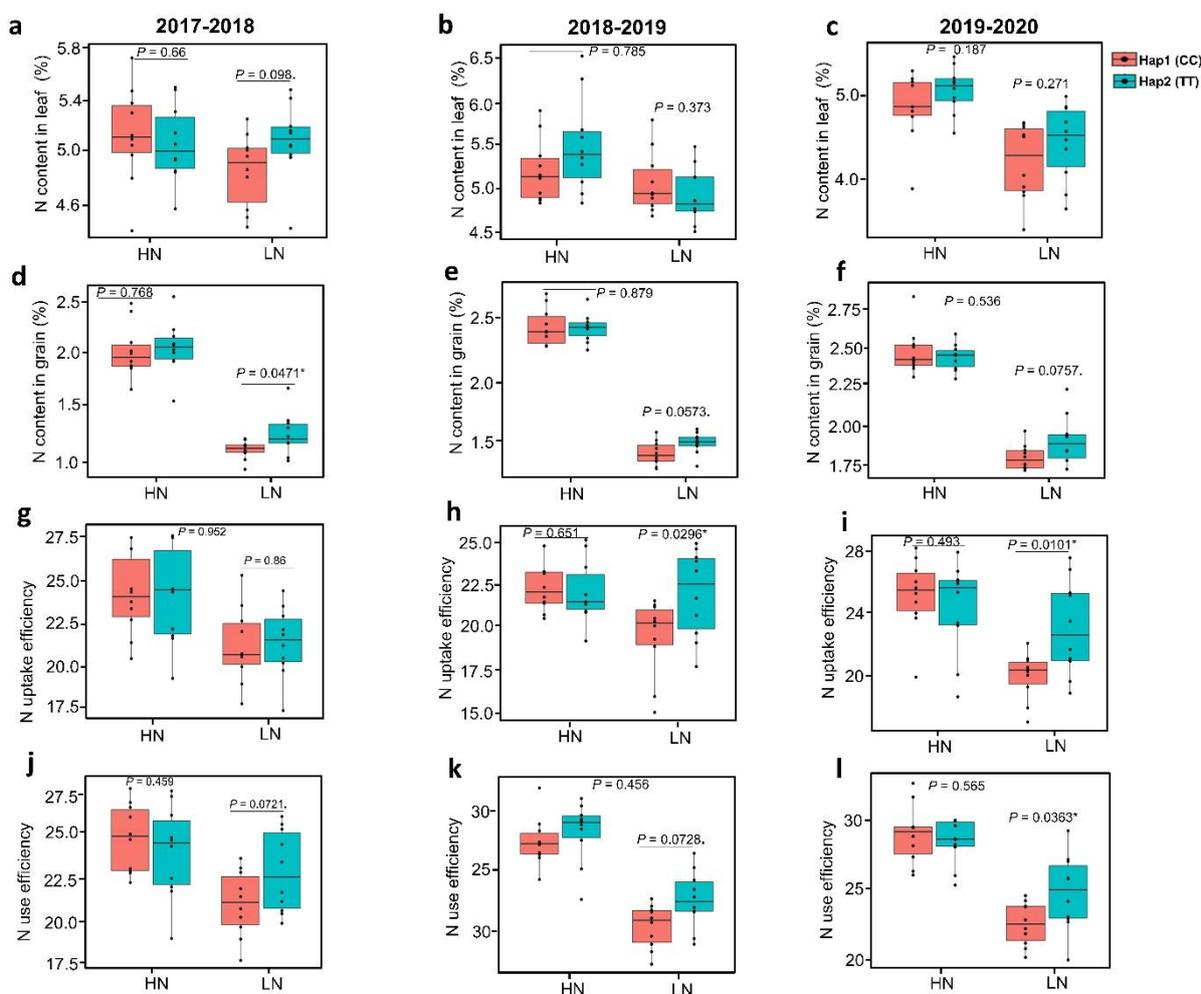 a 2017-2018 b 2018-2019 c 2019-2020
Hap1 (CC)
Hap2 (TT)
N content in leaf (%)
5.8
5.4
5.0
4.6
P = 0.66
P = 0.098.
HN LN
N content in leaf (%)
6.5
6.0
5.5
5.0
4.5
P = 0.785
P = 0.373
HN LN
N content in leaf (%)
5.0
4.0
P = 0.187
P = 0.271
HN LN
d
N content in grain (%)
2.5
2.0
1.5
1.0
P = 0.768
P = 0.0471*
HN LN
e
N content in grain (%)
2.5
2.0
1.5
P = 0.879
P = 0.0573.
HN LN
f
N content in grain (%)
2.75
2.50
2.25
2.00
1.75
P = 0.536
P = 0.0757.
HN LN
g
N uptake efficiency
27.5
25.0
22.5
20.0
17.5
P = 0.952
P = 0.86
HN LN
h
N uptake efficiency
25.0
22.5
20.0
17.5
15.0
P = 0.651
P = 0.0296*
HN LN
i
N uptake efficiency
28
24
20
P = 0.493
P = 0.0101*
HN LN
j
N use efficiency
27.5
25.0
22.5
20.0
17.5
P = 0.459
P = 0.0721.
HN LN
k
N use efficiency
30
25
30
P = 0.456
P = 0.0728.
HN LN
l
N use efficiency
30
25
20
P = 0.565
P = 0.0363*
HN LN